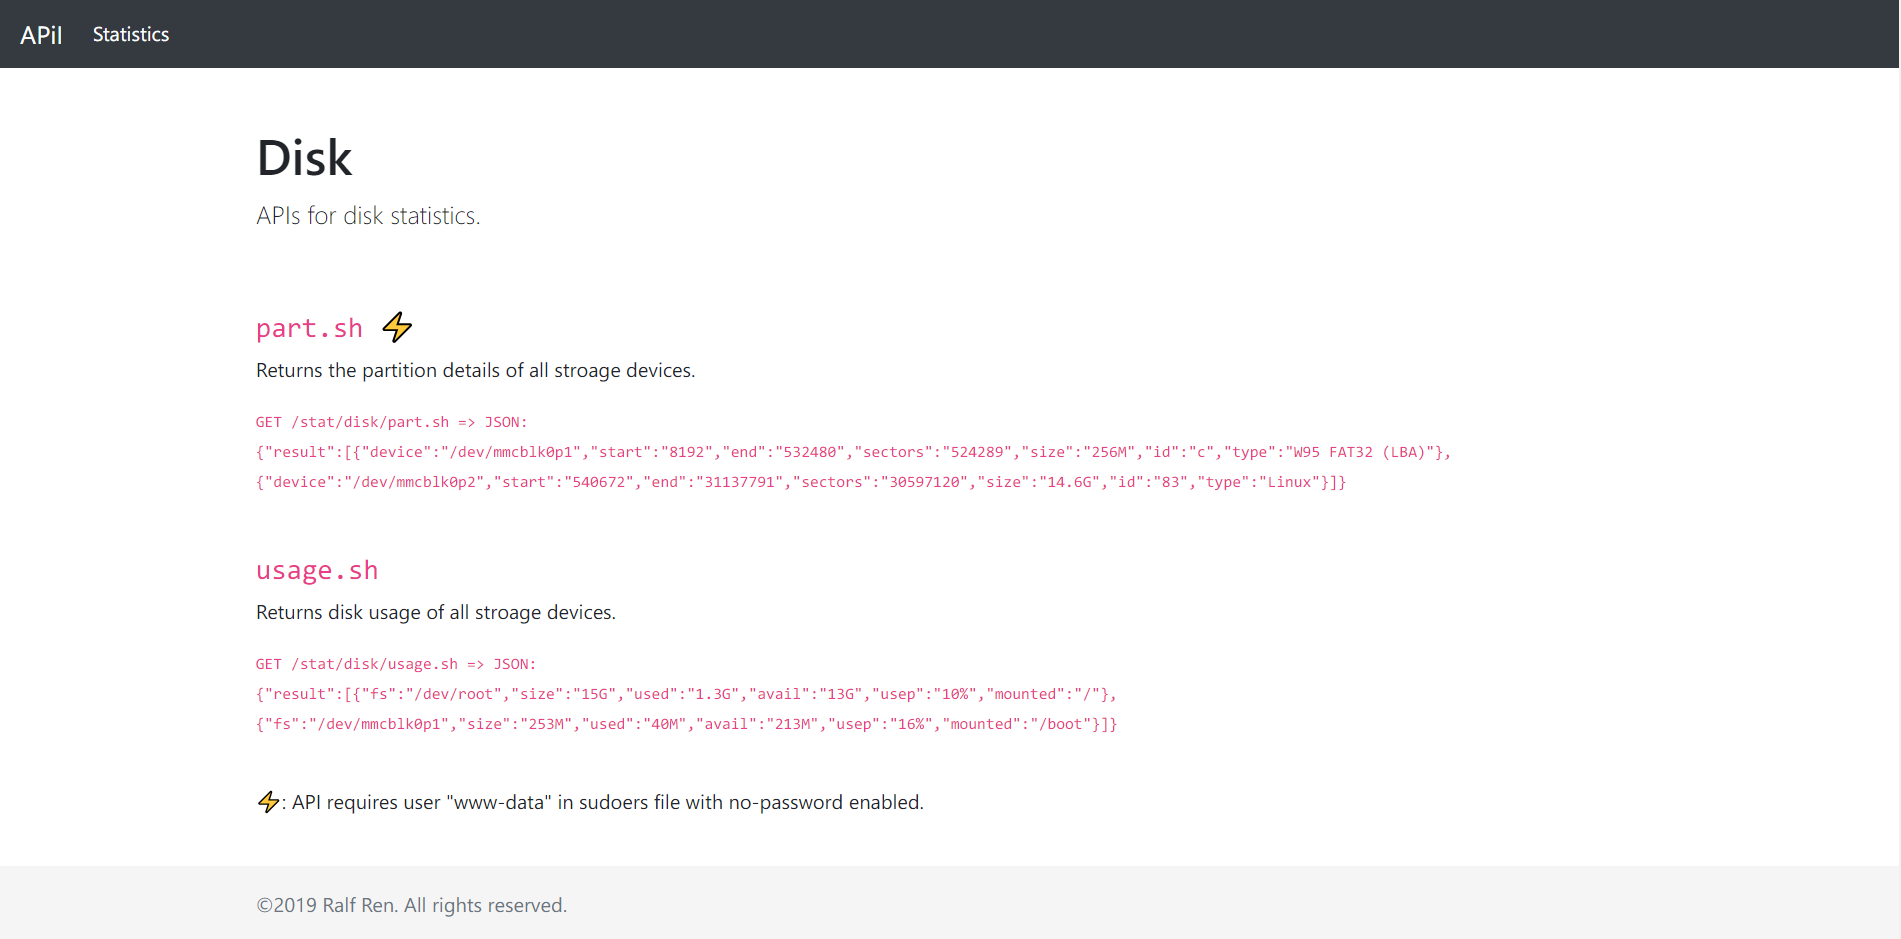 APil Statistics
Disk
APIs for disk statistics.
part.sh ⚡
Returns the partition details of all stroage devices.
GET /stat/disk/part.sh => JSON:
{"result":[{"device":"/dev/mmcblk0p1","start":"8192","end":"532480","sectors":"524289","size":"256M","id":"c","type":"W95 FAT32 (LBA)"},
{"device":"/dev/mmcblk0p2","start":"540672","end":"31137791","sectors":"30597120","size":"14.6G","id":"83","type":"Linux"}]}
usage.sh
Returns disk usage of all stroage devices.
GET /stat/disk/usage.sh => JSON:
{"result":[{"fs":"/dev/root","size":"15G","used":"1.3G","avail":"13G","usep":"10%","mounted":"/"},
{"fs":"/dev/mmcblk0p1","size":"253M","used":"40M","avail":"213M","usep":"16%","mounted":"/boot"}]}
⚡: API requires user "www-data" in sudoers file with no-password enabled.
©2019 Ralf Ren. All rights reserved.